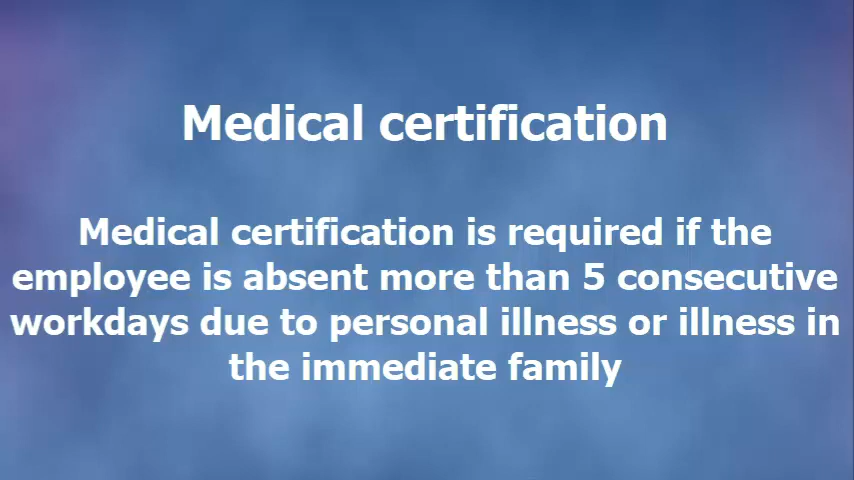 Medical certification
Medical certification is required if the
employee is absent more than 5 consecutive
workdays due to personal illness or illness in
the immediate family